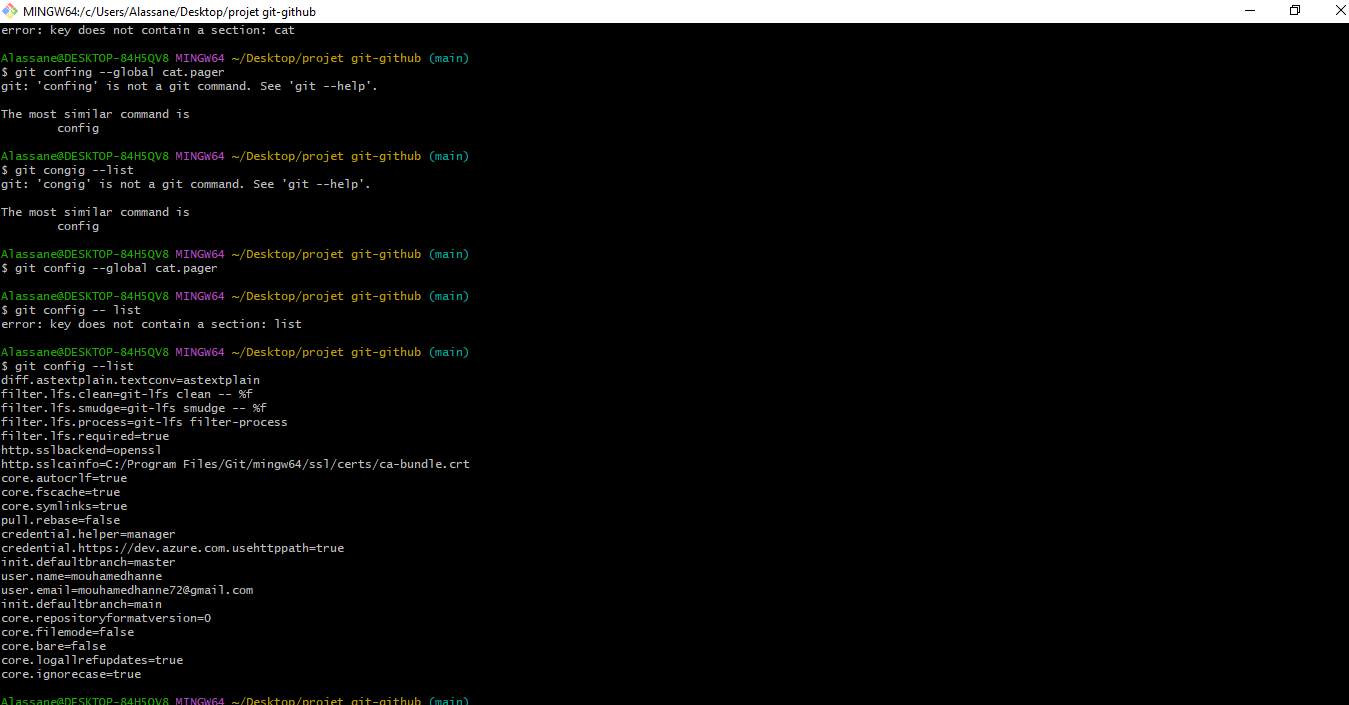 MINGW64:/c/Users/Alassane/Desktop/projet git-github
error: key does not contain a section: cat
Alassane@DESKTOP-84H5QV8 MINGW64 ~/Desktop/projet git-github (main)
$ git confing --global cat.pager
git: 'confing' is not a git command. See 'git --help'.
The most similar command is
config
Alassane@DESKTOP-84H5QV8 MINGW64 ~/Desktop/projet git-github (main)
$ git congig --list
git: 'congig' is not a git command. See 'git --help'.
The most similar command is
config
Alassane@DESKTOP-84H5QV8 MINGW64 ~/Desktop/projet git-github (main)
$ git config --global cat.pager
Alassane@DESKTOP-84H5QV8 MINGW64 ~/Desktop/projet git-github (main)
$ git config -- list
error: key does not contain a section: list
Alassane@DESKTOP-84H5QV8 MINGW64 ~/Desktop/projet git-github (main)
$ git config --list
diff.astextplain.textconv=astextplain
filter.lfs.clean=git-lfs clean -- %f
filter.lfs.smudge=git-lfs smudge -- %f
filter.lfs.process=git-lfs filter-process
filter.lfs.required=true
http.sslbackend=openssl
http.sslcainfo=C:/Program Files/Git/mingw64/ssl/certs/ca-bundle.crt
core.autocrlf=true
core.fscache=true
core.symlinks=true
pull.rebase=false
credential.helper=manager
credential.https://dev.azure.com.usehttppath=true
init.defaultbranch=master
user.name=mouhamedhanne
user.email=mouhamedhanne72@gmail.com
init.defaultbranch=main
core.repositoryformatversion=0
core.filemode=false
core.bare=false
core.logallrefupdates=true
core.ignorecase=true
Alassane@DESKTOP-84H5QV8 MINGW64 ~/Desktop/projet git-github (main)